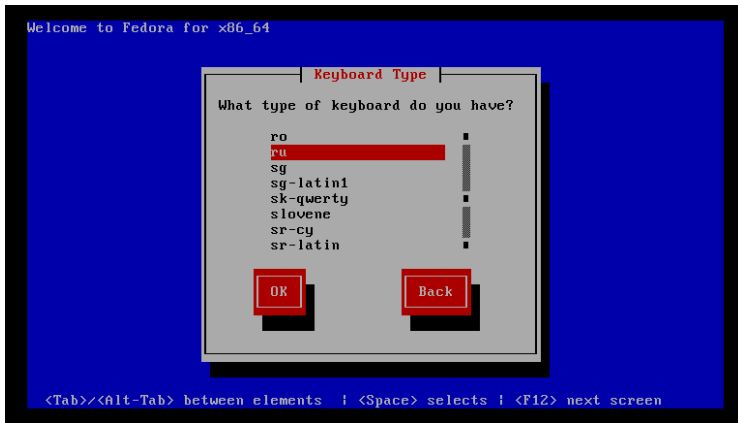 Welcome to Fedora for x86_64
Keyboard Type
What type of keyboard do you have?
ro
ru
sg
sg-latin1
sk-qwerty
slovene
sr-cy
sr-latin
OK Back
<Tab>/<Alt-Tab> between elements | <Space> selects | <F12> next screen